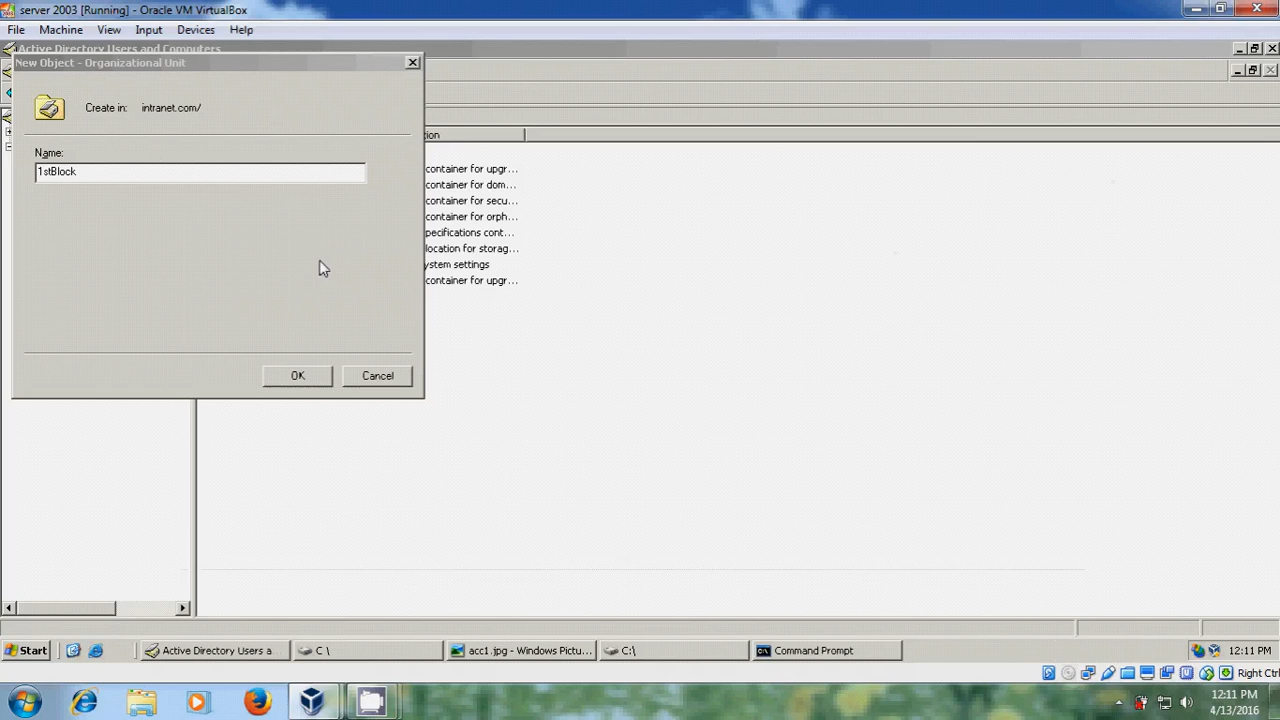 server 2003 [Running] - Oracle VM VirtualBox
File Machine View Input Devices Help
Active Directory Users and Computers
New Object - Organizational Unit
Create in: intranet.com/
Name:
1stBlock
OK Cancel
tion
container for upgr...
container for dom...
container for secu...
container for orph...
pecifications cont...
location for storag...
ystem settings
container for upgr...
Start Active Directory Users a... C:\ acc1.jpg - Windows Pictu... C:\ Command Prompt 12:11 PM
Right Ctrl
12:11 PM
4/13/2016